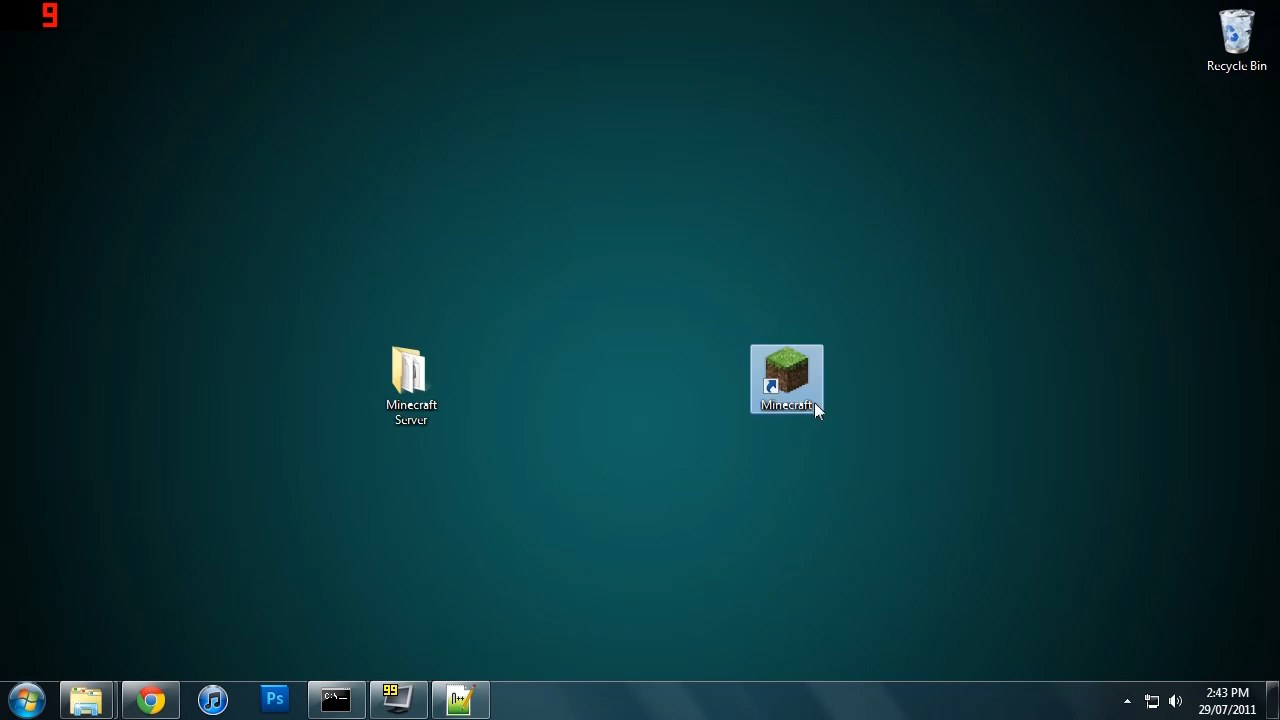 9
Recycle Bin
Minecraft
Server
Minecraft
Ps
C:\_
99
N++
2:43 PM
29/07/2011